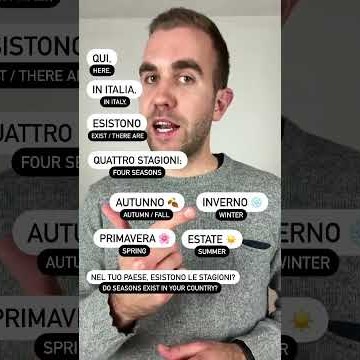 QUI,
HERE,
IN ITALIA,
IN ITALY,
ESISTONO
EXIST / THERE ARE
QUATTRO STAGIONI:
FOUR SEASONS
AUTUNNO 🍂 INVERNO ❄️
AUTUMN / FALL WINTER
PRIMAVERA 🌸 ESTATE ☀️
SPRING SUMMER
NEL TUO PAESE, ESISTONO LE STAGIONI?
DO SEASONS EXIST IN YOUR COUNTRY?